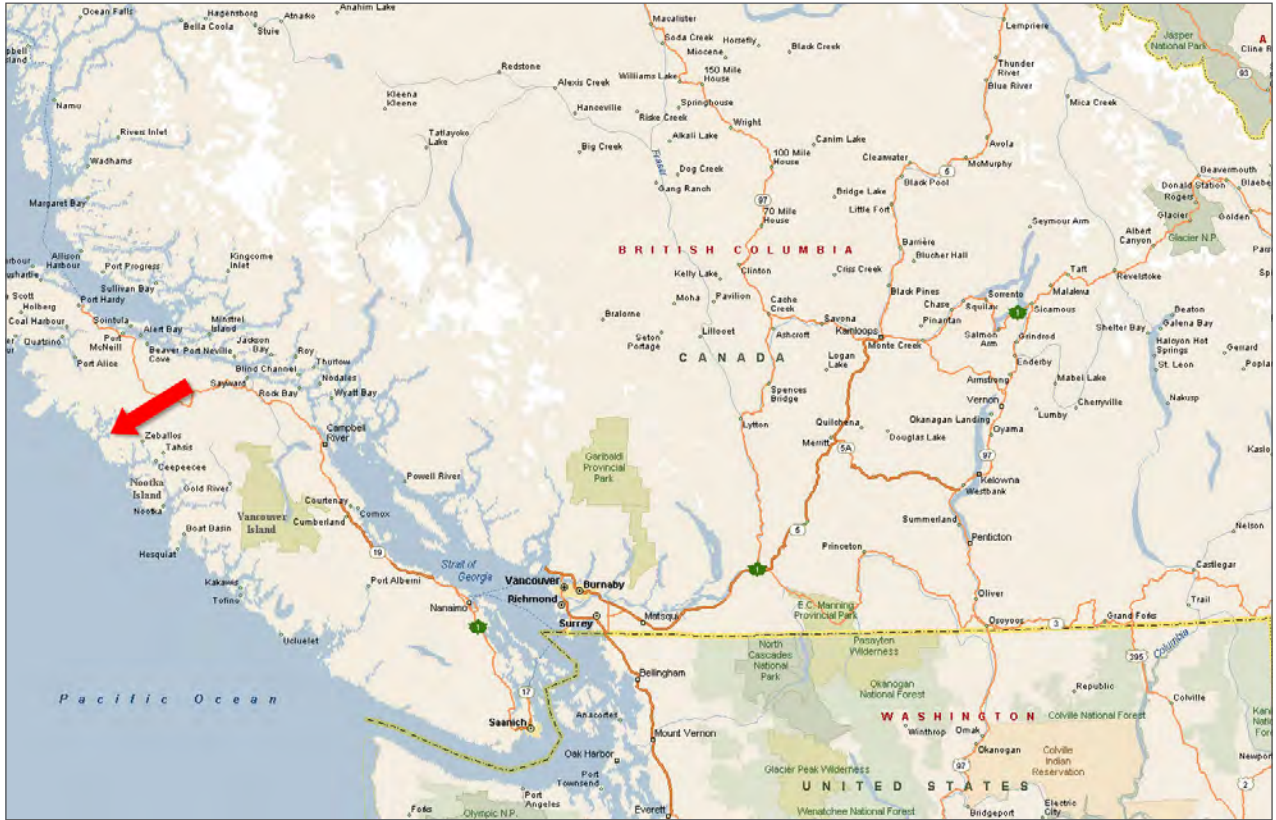 Ocean Falls
Hagensborg
Bella Coola
Stuie
Atnarko
Anahim Lake
Macalister
Soda Creek
Horsefly
Miocene
Black Creek
Lempriere
Jasper
National Park
Cline R
93
Redstone
Alexis Creek
Williams Lake
150 Mile
House
Thunder
River
Blue River
Namu
Kleena
Kleene
Hanceville
Springhouse
Riske Creek
Wright
Mica Creek
Rivers Inlet
Tatlayoko
Lake
Alkali Lake
Canim Lake
Avola
Wadhams
Big Creek
Fraser
Dog Creek
100 Mile
House
Clearwater
McMurphy
5
Gang Ranch
Black Pool
Beavermouth
Donald Station
Blaebe
Rogers
Margaret Bay
97
Bridge Lake
Little Fort
70 Mile
House
Seymour Arm
Glacier
Golden
Albert
Canyon
Glacier N.P.
BRITISH COLUMBIA
Barrière
Blucher Hall
Allison
Harbour
Port Progress
Kingcome
Inlet
Kelly Lake
Clinton
Criss Creek
Taft
Revelstoke
Sullivan Bay
Scott
Holberg
Port Hardy
Moha
Pavilion
Black Pines
Sorrento
Malakwa
Chase
Squilax
Sicamous
1
Beaton
Cache
Creek
Coal Harbour
Sointula
Alert Bay
Minstrel
Island
Bralorne
Savona
Pinantan
Shelter Bay
Galena Bay
Quatsino
Port
McNeill
Jackson
Bay
Seton
Portage
Lillooet
Ashcroft
Kamloops
Monte Creek
Salmon
Arm
Grindrod
Halcyon Hot
Springs
Gerrard
Beaver
Cove
Port Neville
Roy
Port Alice
Blind Channel
Thurlow
CANADA
Logan
Lake
Enderby
St. Leon
Poplar
Nodales
Sayward
Rock Bay
Wyatt Bay
Spences
Bridge
Armstrong
Mabel Lake
Vernon
Cherryville
Nakusp
Lytton
Quilchena
Okanagan Landing
Lumby
Zeballos
Campbell
River
Douglas Lake
Oyama
Tahsis
Merritt
5A
97
Kaslo
Ceepeecee
Garibaldi
Provincial
Park
Nootka
Island
Gold River
Powell River
Kelowna
Westbank
Nootka
Courtenay
Vancouver
Island
Cumberland
Comox
Boat Basin
Summerland
Nelson
5
Hesquiat
19
Penticton
Strait of
Georgia
Princeton
Castlegar
Kakawis
Port Alberni
Vancouver
Burnaby
1
Tofino
Nanaimo
Richmond
Oliver
Trail
E.C. Manning
Provincial Park
Surrey
Matsqui
Grand Forks
1
Osoyoos
3
Ucluelet
Pasayten
Wilderness
North
Cascades
National
Park
395
Columbia
Bellingham
Okanogan
National Forest
Republic
Pacific Ocean
17
Colville
Saanich
Anacortes
WASHINGTON
Colville National Forest
Winthrop
Omak
Mount Vernon
Oak Harbor
Okanogan
Colville
Indian
Reservation
Port
Townsend
Glacier Peak Wilderness
97
Newport
UNITED STATES
2
Port
Angeles
Electric
City
Forks
Olympic N.P.
Everett
Wenatchee National Forest
Bridgeport